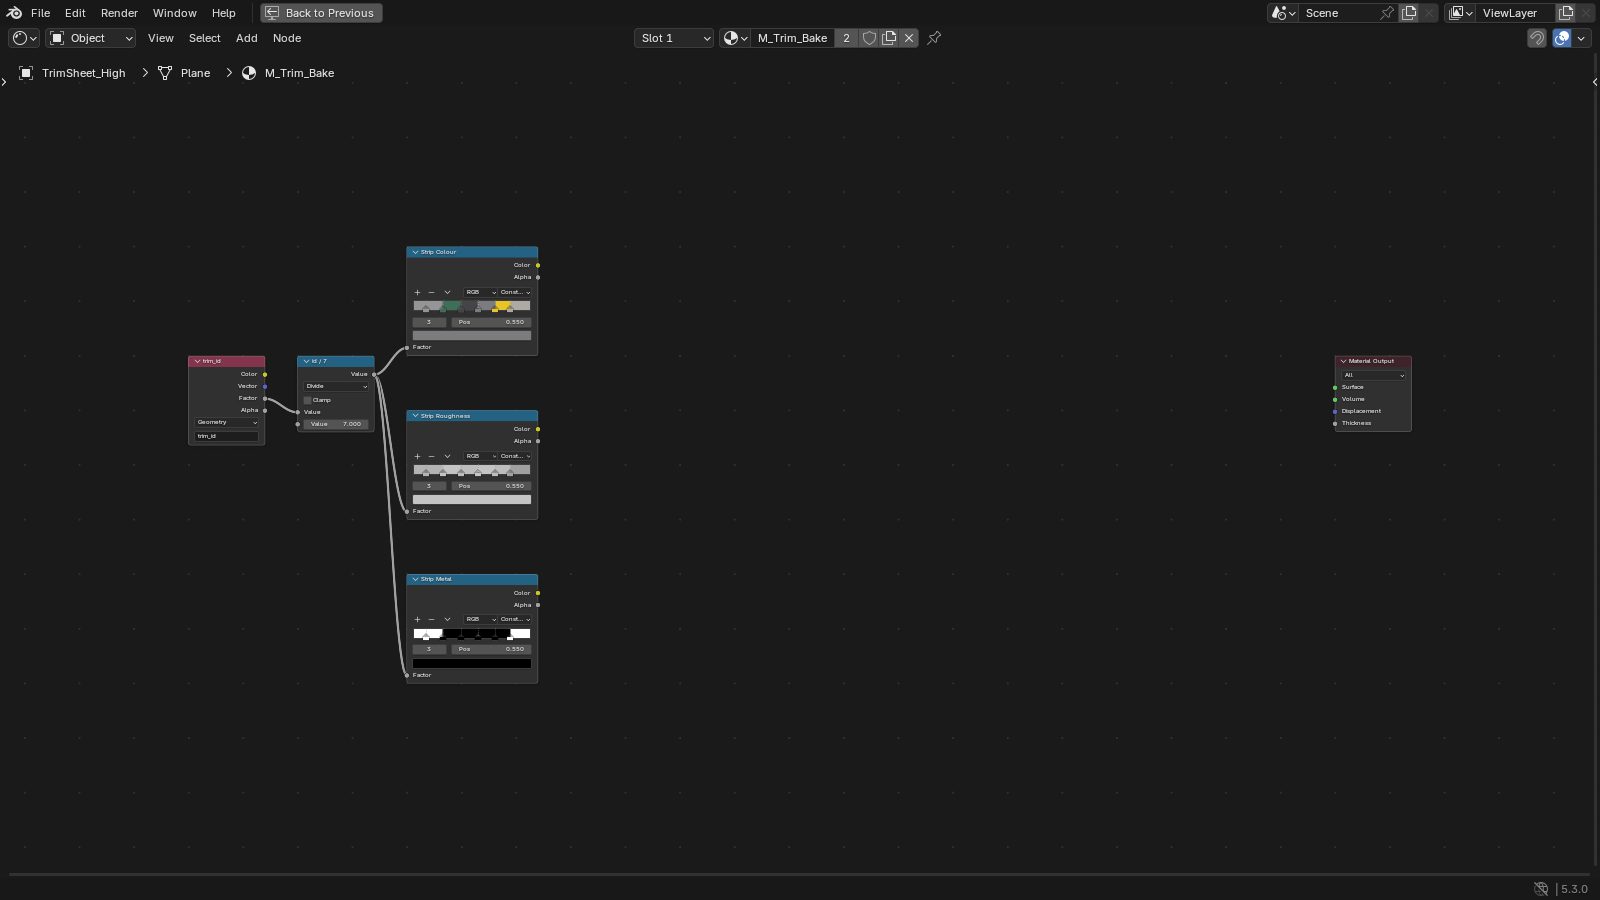 File Edit Render Window Help Back to Previous Scene ViewLayer
Object View Select Add Node Slot 1 M_Trim_Bake 2
TrimSheet_High Plane M_Trim_Bake
Strip Colour
Color
Alpha
RGB Const...
3 Pos 0.550
Factor
trim_id
Color
Vector
Factor
Alpha
Geometry
trim_id
id / 7
Value
Divide
Clamp
Value
Value 7.000
Strip Roughness
Color
Alpha
RGB Const...
3 Pos 0.550
Factor
Strip Metal
Color
Alpha
RGB Const...
3 Pos 0.550
Factor
Material Output
All
Surface
Volume
Displacement
Thickness
5.3.0